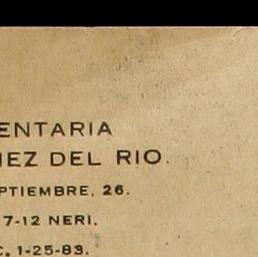 ENTARIA
EZ DEL RIO.
PTIEMBRE, 26.
7-12 NERI.
C. 1-25-83.